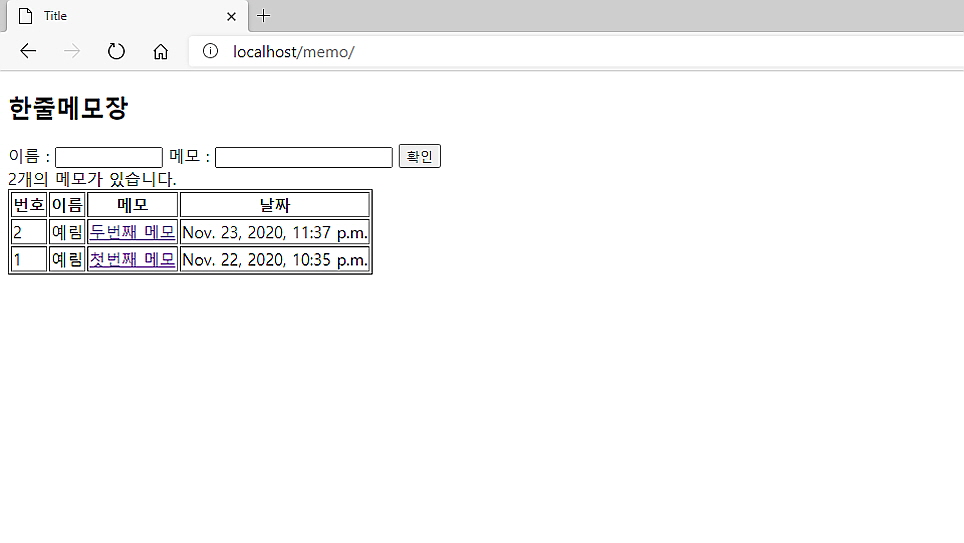 Title
localhost/memo/
한줄메모장
이름 : 메모 : 확인
2개의 메모가 있습니다.
번호 이름 메모 날짜
2 예림 두번째 메모 Nov. 23, 2020, 11:37 p.m.
1 예림 첫번째 메모 Nov. 22, 2020, 10:35 p.m.